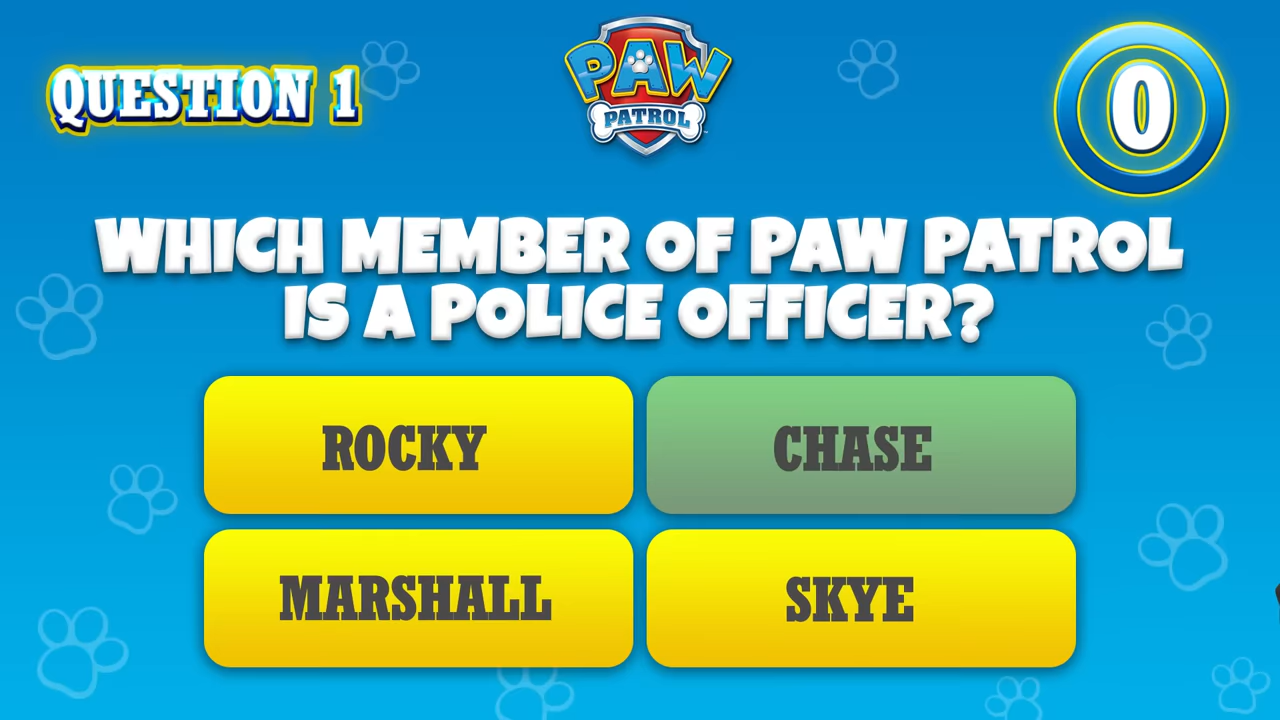 QUESTION 1
PAW
PATROL
0
WHICH MEMBER OF PAW PATROL
IS A POLICE OFFICER?
ROCKY
CHASE
MARSHALL
SKYE